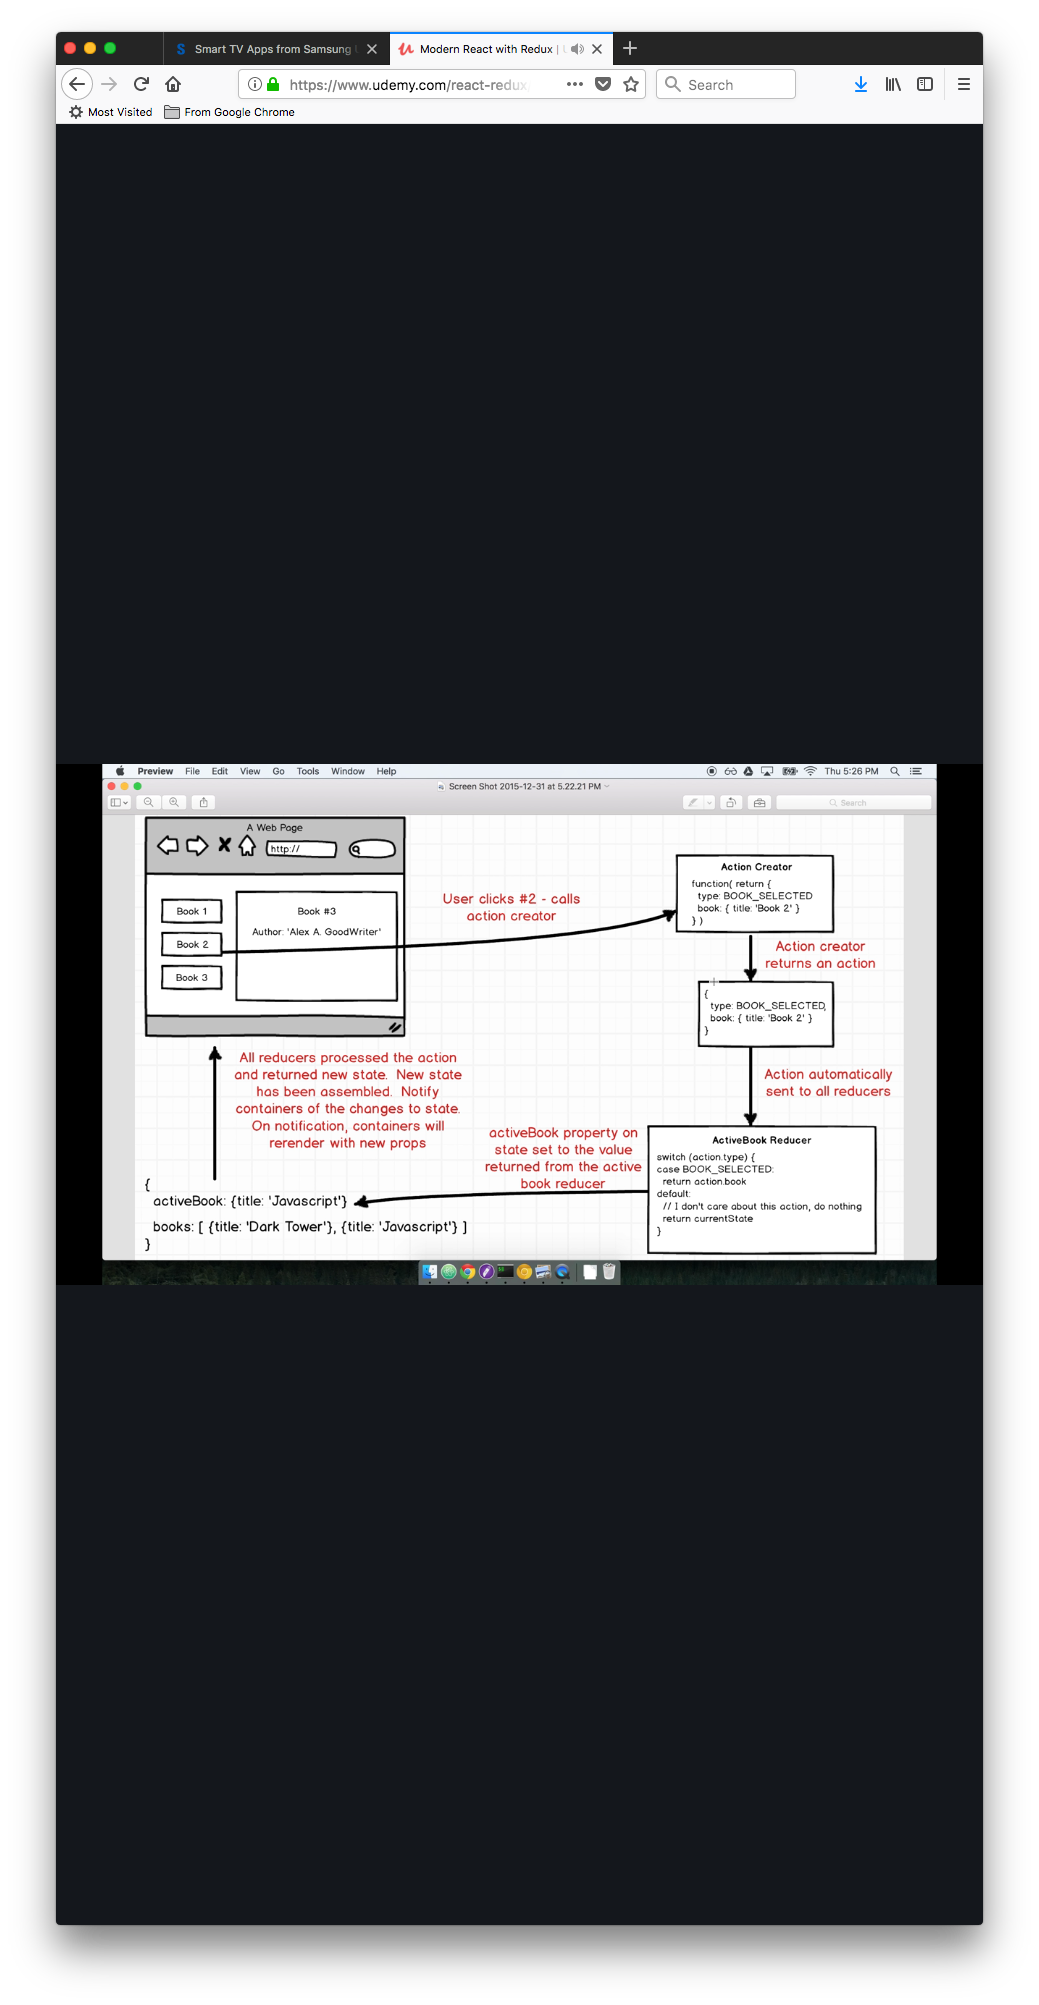 Smart TV Apps from Samsung
Modern React with Redux |
https://www.udemy.com/react-redux
Search
Most Visited
From Google Chrome
Preview File Edit View Go Tools Window Help
Thu 5:26 PM
Screen Shot 2015-12-31 at 5.22.21 PM
Search
A Web Page
http://
Book 1
Book 2
Book 3
Book #3
Author: 'Alex A. GoodWriter'
User clicks #2 - calls
action creator
Action Creator
function( return {
type: BOOK_SELECTED
book: { title: 'Book 2' }
} )
Action creator
returns an action
{
type: BOOK_SELECTED,
book: { title: 'Book 2' }
}
Action automatically
sent to all reducers
ActiveBook Reducer
switch (action.type) {
case BOOK_SELECTED:
return action.book
default:
// I don't care about this action, do nothing
return currentState
}
activeBook property on
state set to the value
returned from the active
book reducer
All reducers processed the action
and returned new state. New state
has been assembled. Notify
containers of the changes to state.
On notification, containers will
rerender with new props
{
activeBook: {title: 'Javascript'}
books: [ {title: 'Dark Tower'}, {title: 'Javascript'} ]
}